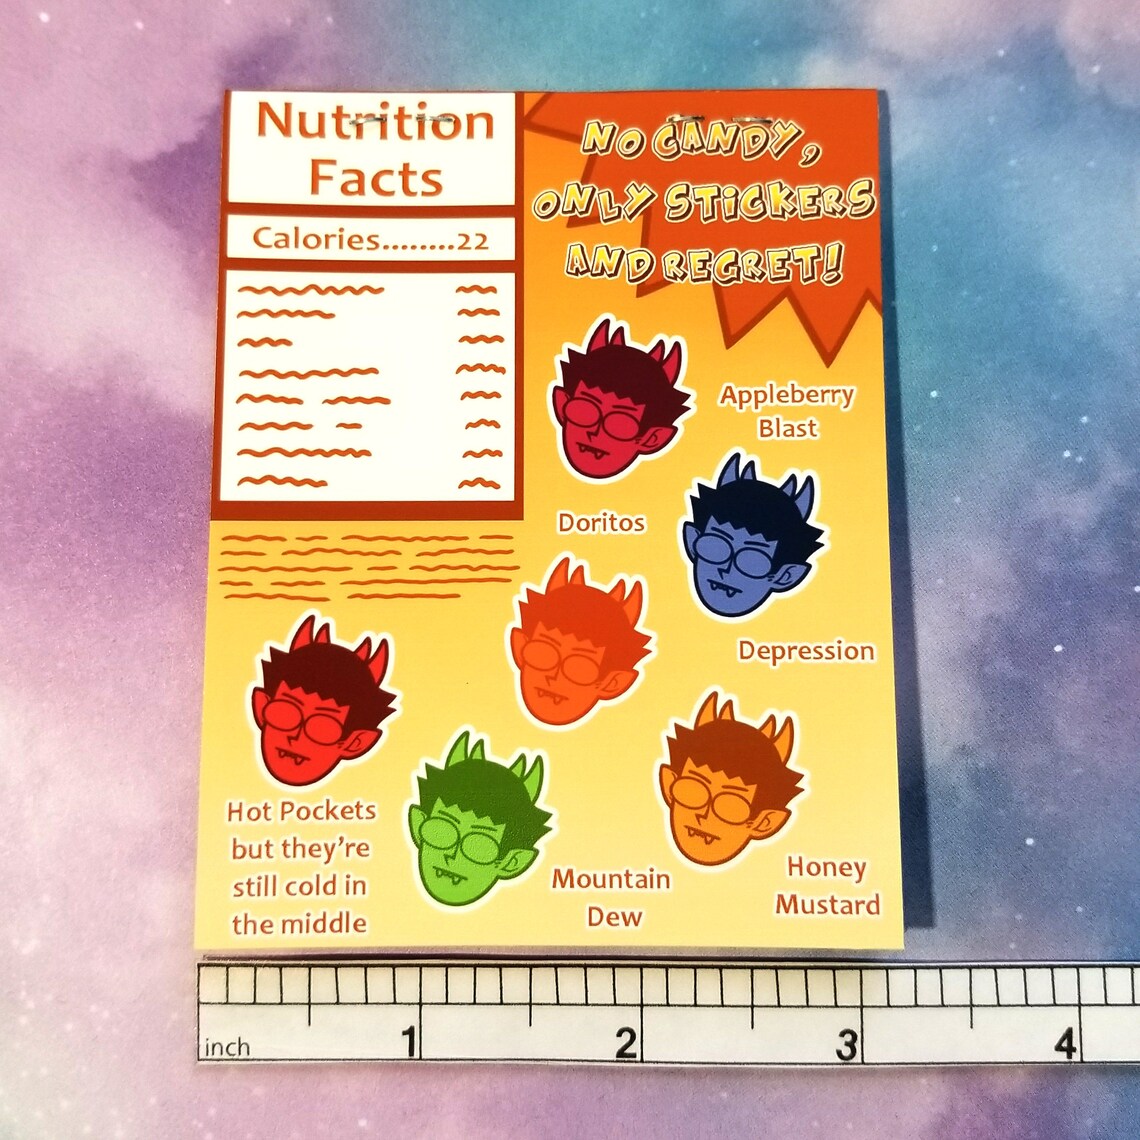 Nutrition
Facts
Calories........22
NO CANDY,
ONLY STICKERS
AND REGRET!
Appleberry
Blast
Doritos
Depression
Hot Pockets
but they're
still cold in
the middle
Mountain
Dew
Honey
Mustard
inch
1
2
3
4